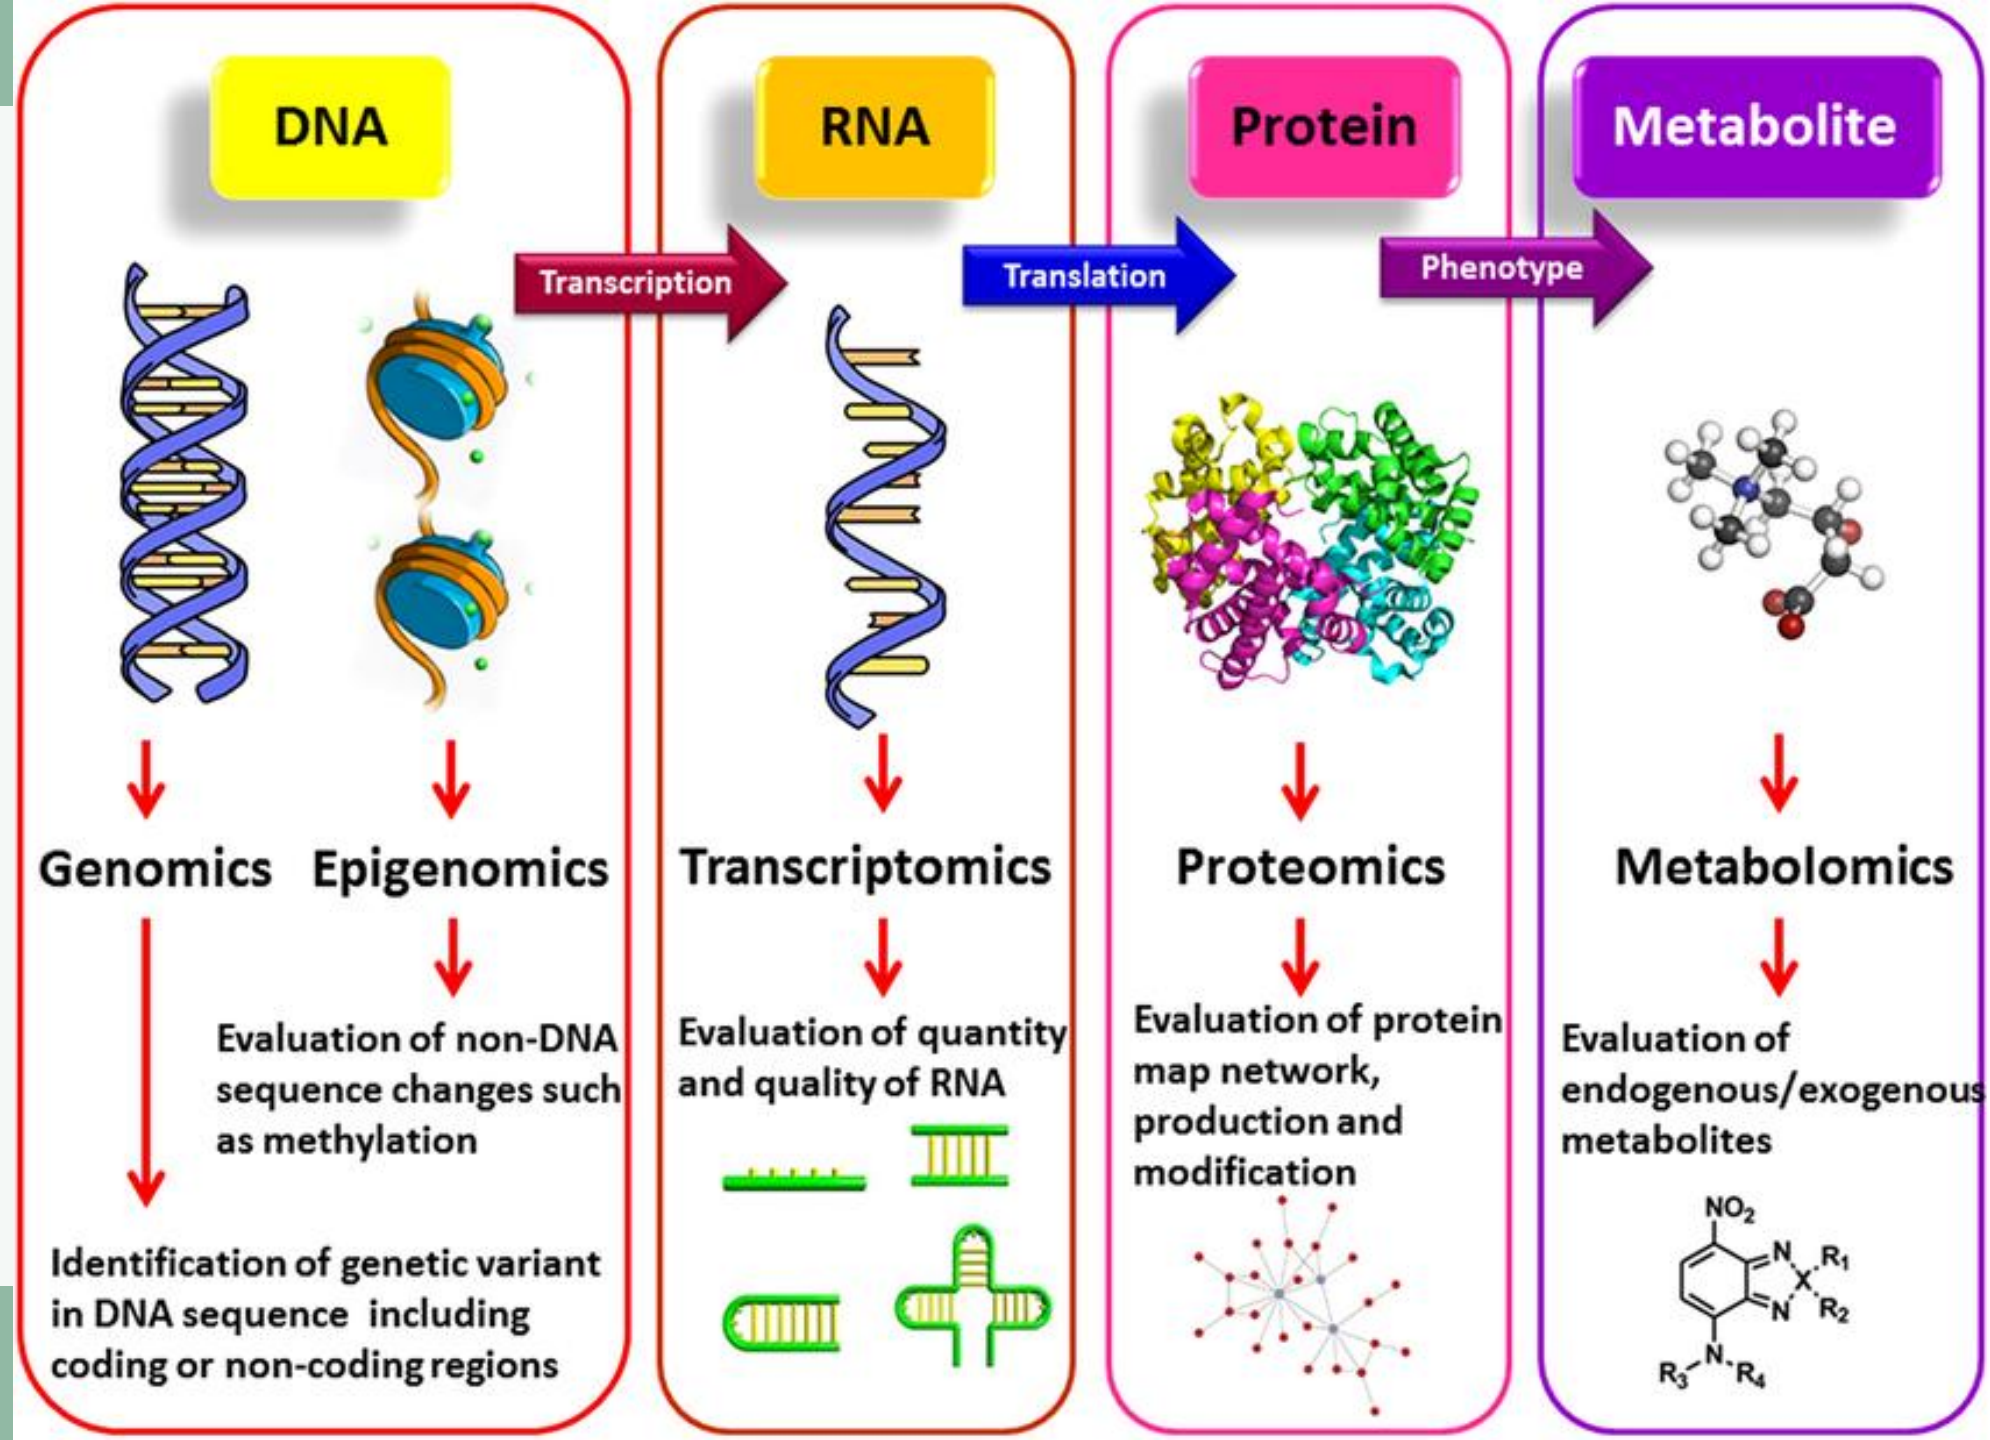 DNA
RNA
Protein
Metabolite
Transcription
Translation
Phenotype
Genomics
Epigenomics
Transcriptomics
Proteomics
Metabolomics
Evaluation of non-DNA
sequence changes such
as methylation
Identification of genetic variant
in DNA sequence including
coding or non-coding regions
Evaluation of quantity
and quality of RNA
Evaluation of protein
map network,
production and
modification
Evaluation of
endogenous/exogenous
metabolites
NO2
N
R1
X
N
R2
N
R3
R4